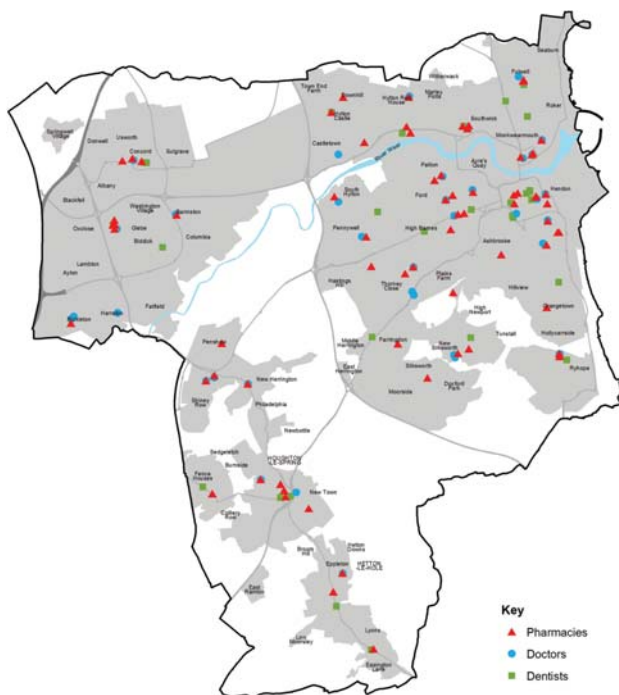 Seaburn
Fulwell
Witherwack
Town End
Farm
Downhill
Hylton Red
House
Marley
Potts
Roker
Hylton
Castle
Southwick
Springwell
Village
Monkwearmouth
Usworth
Donwell
Concord
Sulgrave
Castletown
River Wear
Ayre's
Quay
Pallion
Albany
Hendon
South
Hylton
Ford
Blackfell
Washington
Village
Barmston
Pennywell
High Barnes
Oxclose
Glebe
Biddick
Columbia
Ashbrooke
Lambton
Hastings
Hill
Thorney
Close
Plains
Farm
Ayton
Hillview
High
Newport
Grangetown
Rickleton
Harraton
Fatfield
Hollycarrside
Middle
Herrington
Farringdon
Tunstall
New
Silksworth
Penshaw
East
Herrington
Silksworth
Ryhope
New Herrington
Moorside
Doxford
Park
Shiney
Row
Philadelphia
Newbottle
Sedgeletch
HOUGHTON
-LE-SPRING
Burnside
Fence
Houses
New Town
Colliery
Row
Hetton
Downs
Eppleton
HETTON
-LE-HOLE
East
Rainton
Key
Pharmacies
Lyons
Doctors
Low
Moorsley
Easington
Lane
Dentists